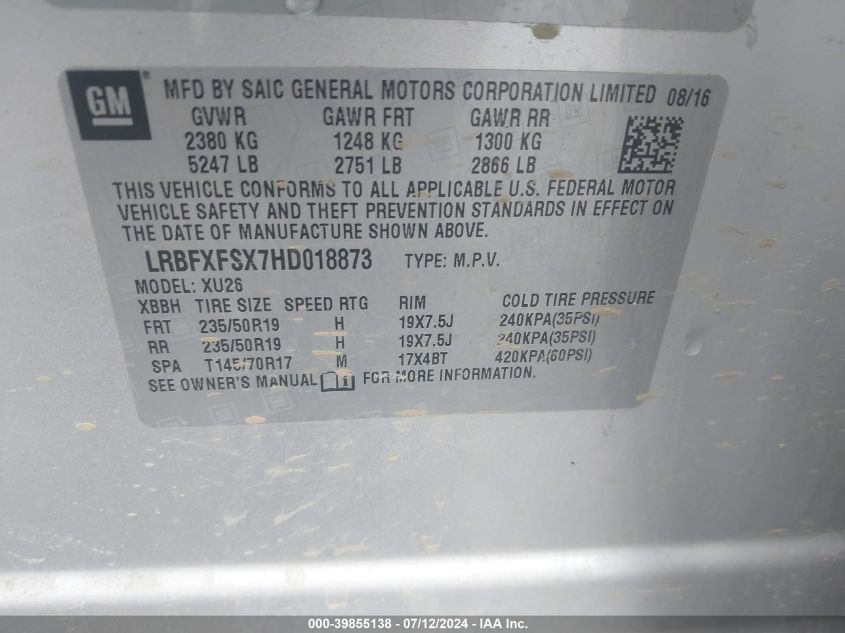 GM ® MFD BY SAIC GENERAL MOTORS CORPORATION LIMITED 08/16
GVWR GAWR FRT GAWR RR
2380 KG 1248 KG 1300 KG
5247 LB 2751 LB 2866 LB
THIS VEHICLE CONFORMS TO ALL APPLICABLE U.S. FEDERAL MOTOR
VEHICLE SAFETY AND THEFT PREVENTION STANDARDS IN EFFECT ON
THE DATE OF MANUFACTURE SHOWN ABOVE.
LRBFXFSX7HD018873 TYPE: M.P.V.
MODEL: XU26
XBBH TIRE SIZE SPEED RTG RIM COLD TIRE PRESSURE
FRT 235/50R19 H 19X7.5J 240KPA(35PSI)
RR 235/50R19 H 19X7.5J 240KPA(35PSI)
SPA T145/70R17 M 17X4BT 420KPA(60PSI)
SEE OWNER'S MANUAL FOR MORE INFORMATION.
000-39855138 - 07/12/2024 - IAA Inc.